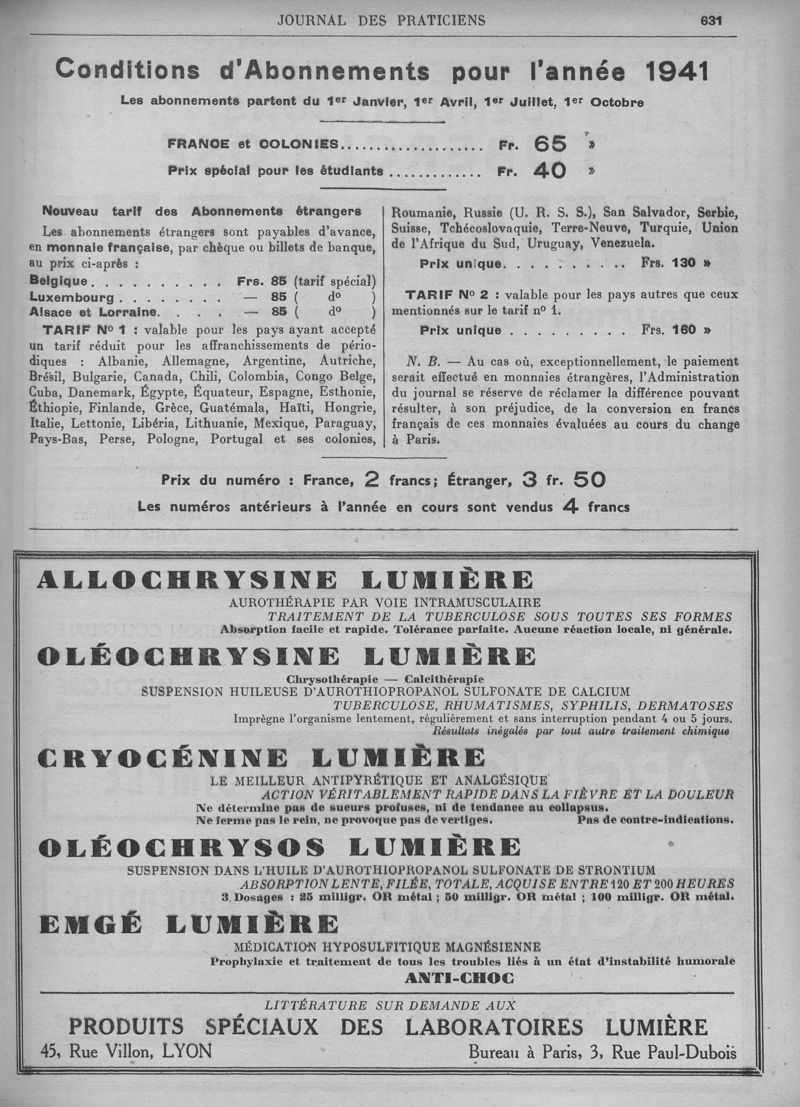 JOURNAL DES PRATICIENS 631
Conditions d'Abonnements pour l'année 1941
Les abonnements partent du 1er Janvier, 1er Avril, 1er Juillet, 1er Octobre
FRANCE et COLONIES.................... Fr. 65 »
Prix spécial pour les étudiants ............. Fr. 40 »
Nouveau tarif des Abonnements étrangers
Les abonnements étrangers sont payables d'avance,
en monnaie française, par chèque ou billets de banque,
au prix ci-après :
Belgique . . . . . . . . . . Frs. 85 (tarif spécial)
Luxembourg . . . . . . . . — 85 ( do )
Alsace et Lorraine. . . . . — 85 ( do )
TARIF No 1 : valable pour les pays ayant accepté
un tarif réduit pour les affranchissements de pério-
diques : Albanie, Allemagne, Argentine, Autriche,
Brésil, Bulgarie, Canada, Chili, Colombia, Congo Belge,
Cuba, Danemark, Égypte, Équateur, Espagne, Esthonie,
Éthiopie, Finlande, Grèce, Guatémala, Haïti, Hongrie,
Italie, Lettonie, Libéria, Lithuanie, Mexique, Paraguay,
Pays-Bas, Perse, Pologne, Portugal et ses colonies,
Roumanie, Russie (U. R. S. S.), San Salvador, Serbie,
Suisse, Tchécoslovaquie, Terre-Neuve, Turquie, Union
de l'Afrique du Sud, Uruguay, Venezuela.
Prix unique. . . . . . . . . . Frs. 130 »
TARIF No 2 : valable pour les pays autres que ceux
mentionnés sur le tarif no 1.
Prix unique . . . . . . . . . Frs. 160 »
N. B. — Au cas où, exceptionnellement, le paiement
serait effectué en monnaies étrangères, l'Administration
du journal se réserve de réclamer la différence pouvant
résulter, à son préjudice, de la conversion en francs
français de ces monnaies évaluées au cours du change
à Paris.
Prix du numéro : France, 2 francs; Étranger, 3 fr. 50
Les numéros antérieurs à l'année en cours sont vendus 4 francs
ALLOCHRYSINE LUMIÈRE
AUROTHÉRAPIE PAR VOIE INTRAMUSCULAIRE
TRAITEMENT DE LA TUBERCULOSE SOUS TOUTES SES FORMES
Absorption facile et rapide. Tolérance parfaite. Aucune réaction locale, ni générale.
OLÉOCHRYSINE LUMIÈRE
Chrysothérapie — Calcithérapie
SUSPENSION HUILEUSE D'AUROTHIOPROPANOL SULFONATE DE CALCIUM
TUBERCULOSE, RHUMATISMES, SYPHILIS, DERMATOSES
Imprègne l'organisme lentement, régulièrement et sans interruption pendant 4 ou 5 jours.
Résultats inégalés par tout autre traitement chimique
CRYOCÉNINE LUMIÈRE
LE MEILLEUR ANTIPYRÉTIQUE ET ANALGÉSIQUE
ACTION VÉRITABLEMENT RAPIDE DANS LA FIÈVRE ET LA DOULEUR
Ne détermine pas de sueurs profuses, ni de tendance au collapsus.
Ne ferme pas le rein, ne provoque pas de vertiges. Pas de contre-indications.
OLÉOCHRYSOS LUMIÈRE
SUSPENSION DANS L'HUILE D'AUROTHIOPROPANOL SULFONATE DE STRONTIUM
ABSORPTION LENTE, FILÉE, TOTALE, ACQUISE ENTRE 120 ET 200 HEURES
3 Dosages : 25 milligr. OR métal ; 50 milligr. OR métal ; 100 milligr. OR métal.
EMGÉ LUMIÈRE
MÉDICATION HYPOSULFITIQUE MAGNÉSIENNE
Prophylaxie et traitement de tous les troubles liés à un état d'instabilité humorale
ANTI-CHOC
LITTÉRATURE SUR DEMANDE AUX
PRODUITS SPÉCIAUX DES LABORATOIRES LUMIÈRE
45, Rue Villon, LYON Bureau à Paris, 3, Rue Paul-Dubois